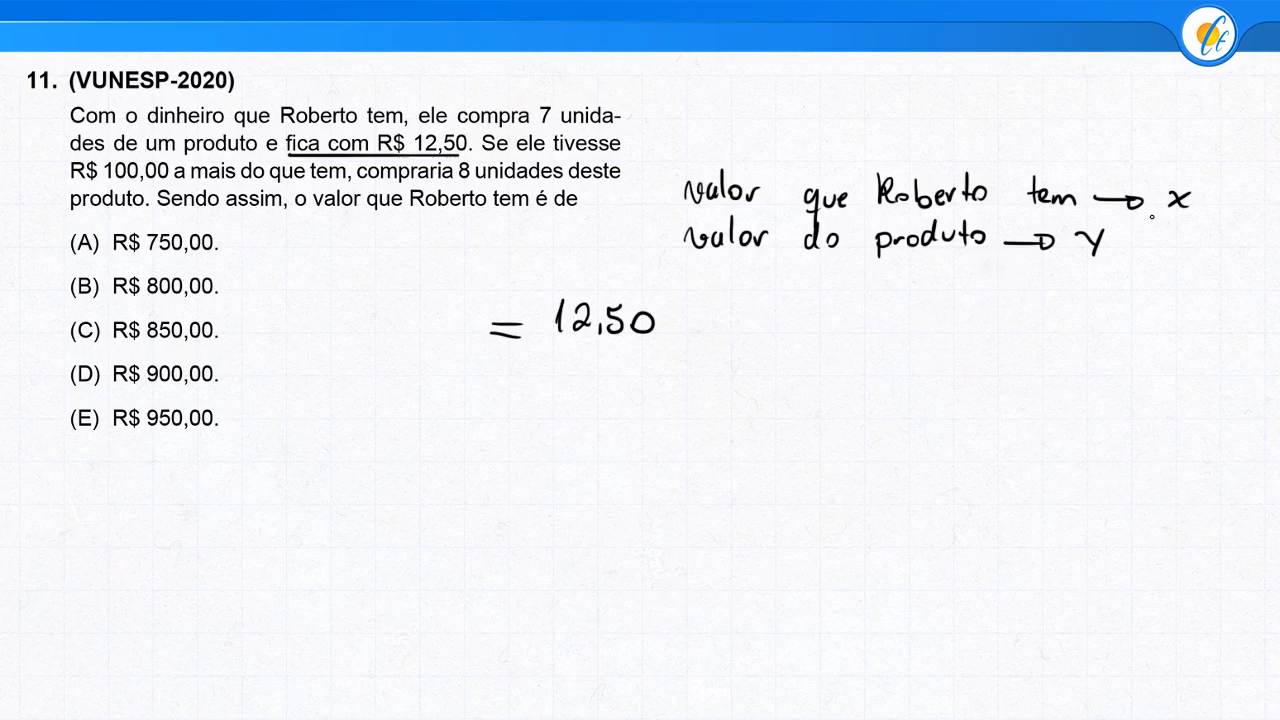 11. (VUNESP-2020)
Com o dinheiro que Roberto tem, ele compra 7 unida-
des de um produto e fica com R$ 12,50. Se ele tivesse
R$ 100,00 a mais do que tem, compraria 8 unidades deste
produto. Sendo assim, o valor que Roberto tem é de
(A) R$ 750,00.
(B) R$ 800,00.
(C) R$ 850,00.
(D) R$ 900,00.
(E) R$ 950,00.
valor que Roberto tem → x
valor do produto → y
= 12,50